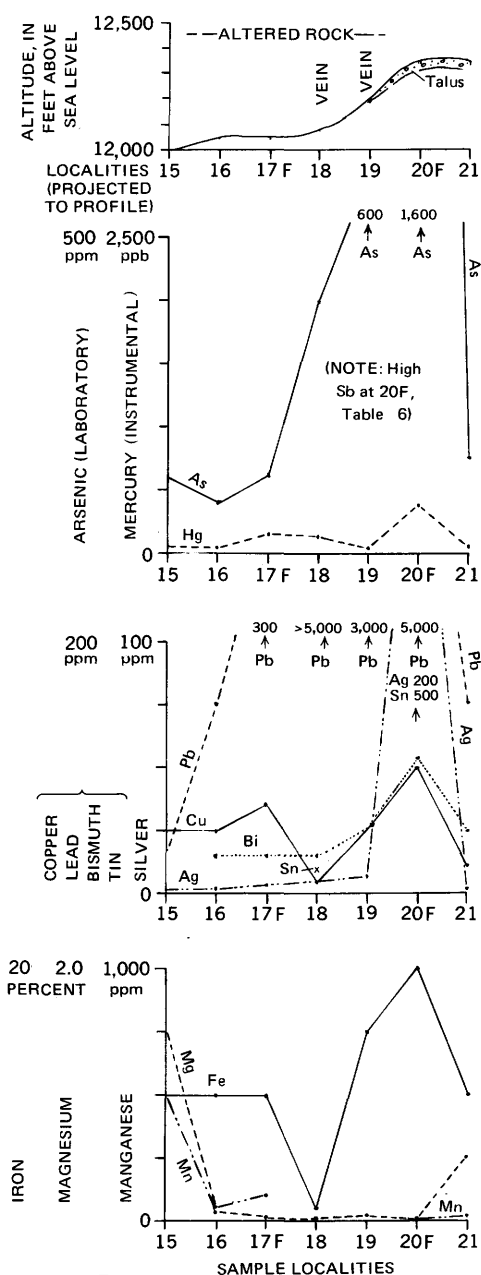 ALTITUDE, IN
FEET ABOVE
SEA LEVEL
12,500
12,000
— — —ALTERED ROCK— - —
VEIN
VEIN
Talus
15 16 17F 18 19 20F 21
LOCALITIES
(PROJECTED
TO PROFILE)
500
ppm
2,500
ppb
600
As
1,600
As
As
ARSENIC (LABORATORY)
MERCURY (INSTRUMENTAL)
(NOTE: High
Sb at 20F,
Table 6)
As
Hg
0
15 16 17F 18 19 20F 21
200
ppm
100
ppm
300
Pb
>5,000
Pb
3,000
Pb
5,000
Pb
Ag 200
Sn 500
Pb
Ag
Pb
Cu
Bi
Sn
Ag
COPPER
LEAD
BISMUTH
TIN
SILVER
0
15 16 17F 18 19 20F 21
20 2.0 1,000
PERCENT ppm
Mg
Fe
Mn
Mn
IRON
MAGNESIUM
MANGANESE
0
15 16 17F 18 19 20F 21
SAMPLE LOCALITIES